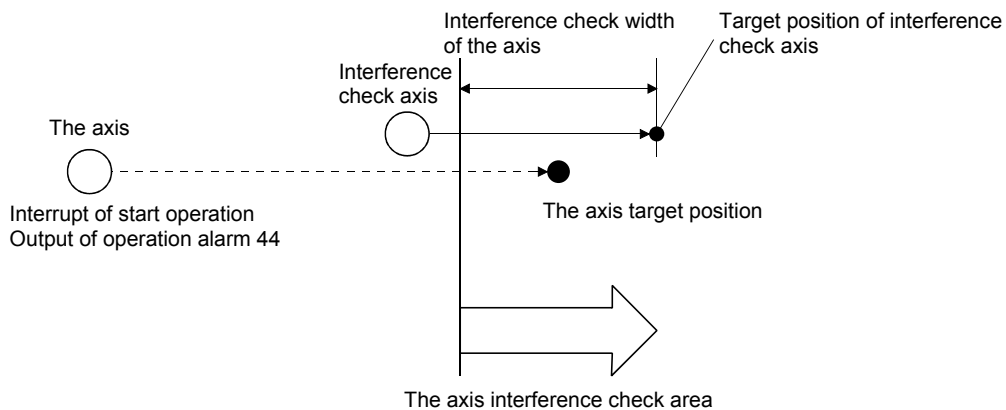 Interference check width
of the axis
Target position of interference
check axis
Interference
check axis
The axis
Interrupt of start operation
Output of operation alarm 44
The axis target position
The axis interference check area